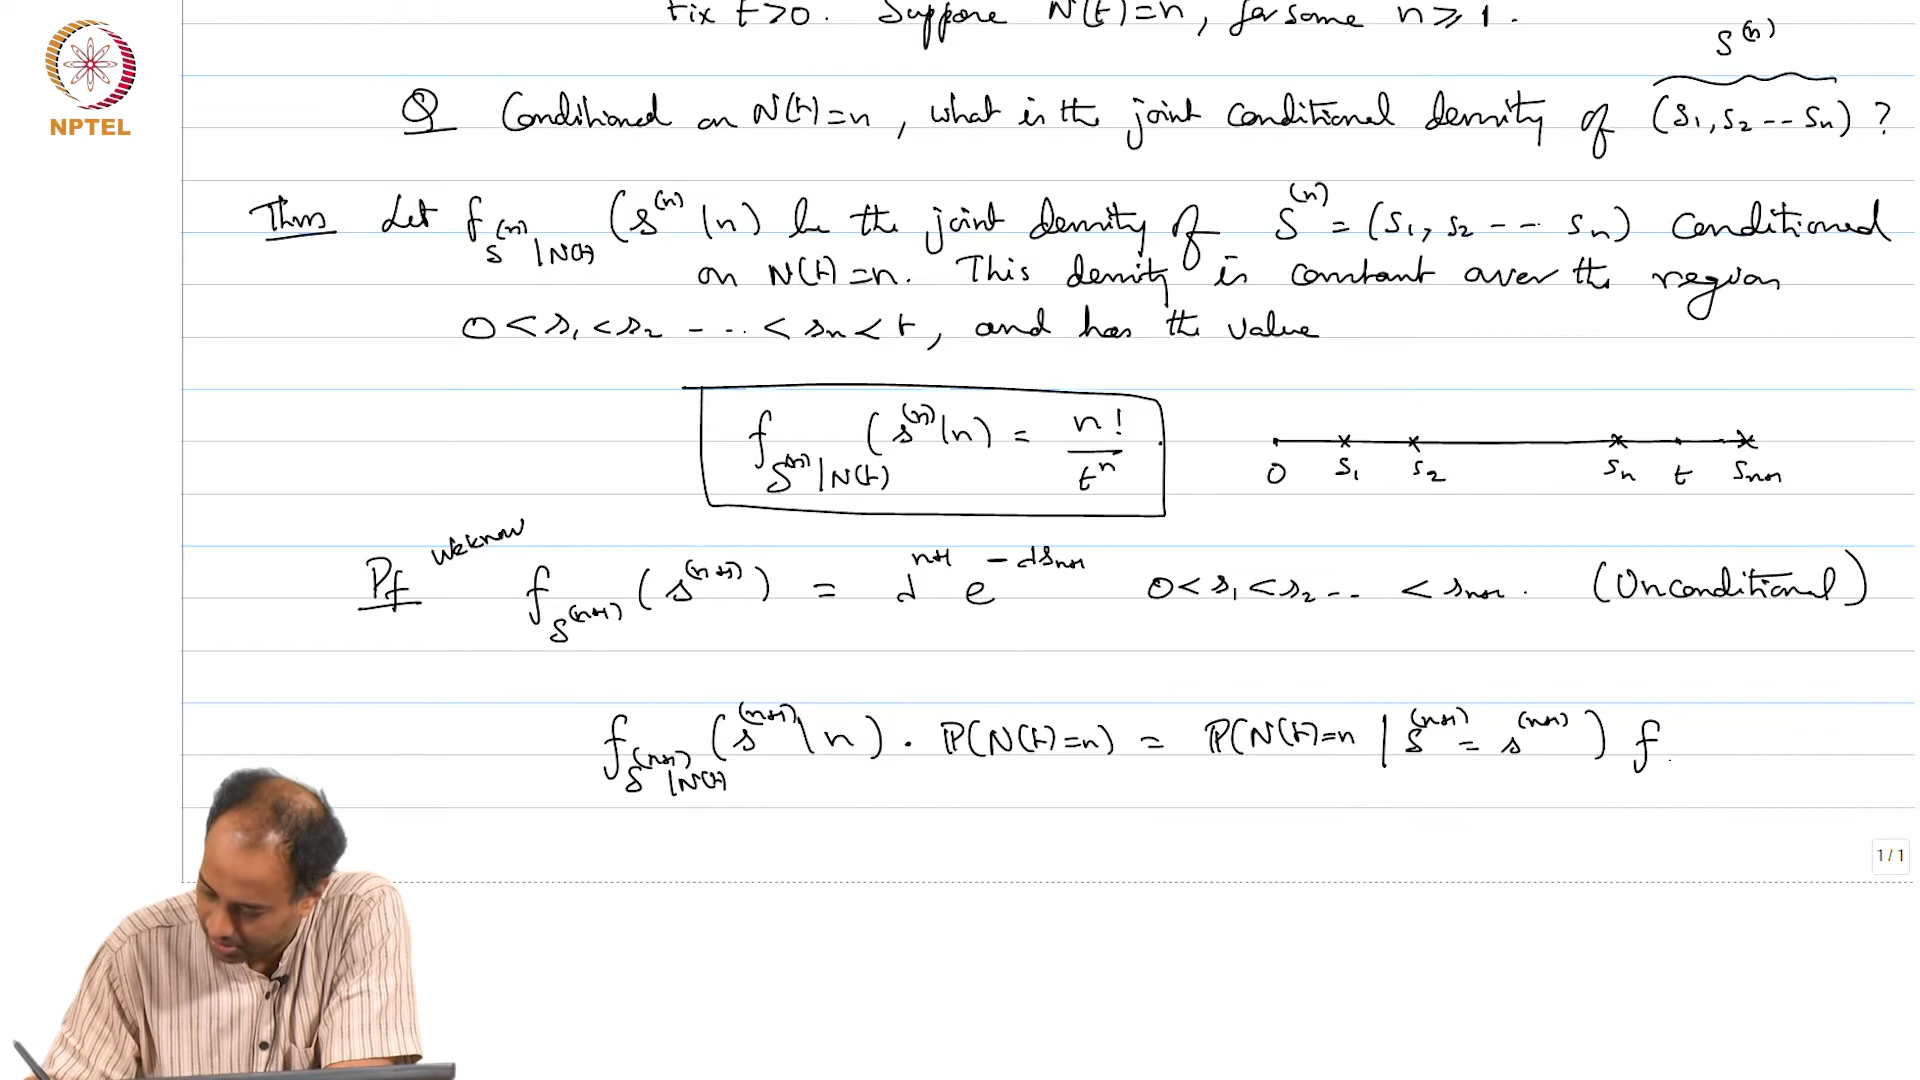 NPTEL
Fix t>0. Suppose N(t)=n, for some n ≥ 1.
S^(n)
Q Conditioned on N(t)=n, what is the joint conditional density of (S₁, S₂ -- Sₙ) ?
Thm Let f_{S^(n)|N(t)} (s^(n) | n) be the joint density of S^(n) = (S₁, S₂ -- Sₙ) conditioned
on N(t)=n. This density is constant over the region
0 < s₁ < s₂ - ... < sₙ < t, and has the value
f_{S^(n)|N(t)} (s^(n) | n) = n! / t^n
0 s₁ s₂ sₙ t sₙ₊₁
Pf We know f_{S^(n+1)} (s^(n+1)) = λ^{n+1} e^{-λs_{n+1}} 0 < s₁ < s₂ .. < sₙ₊₁. (Unconditional)
f_{S^(n+1)|N(t)} (s^(n+1) | n) . ℙ(N(t)=n) = ℙ(N(t)=n | S^(n+1) = s^(n+1)) f
1 / 1